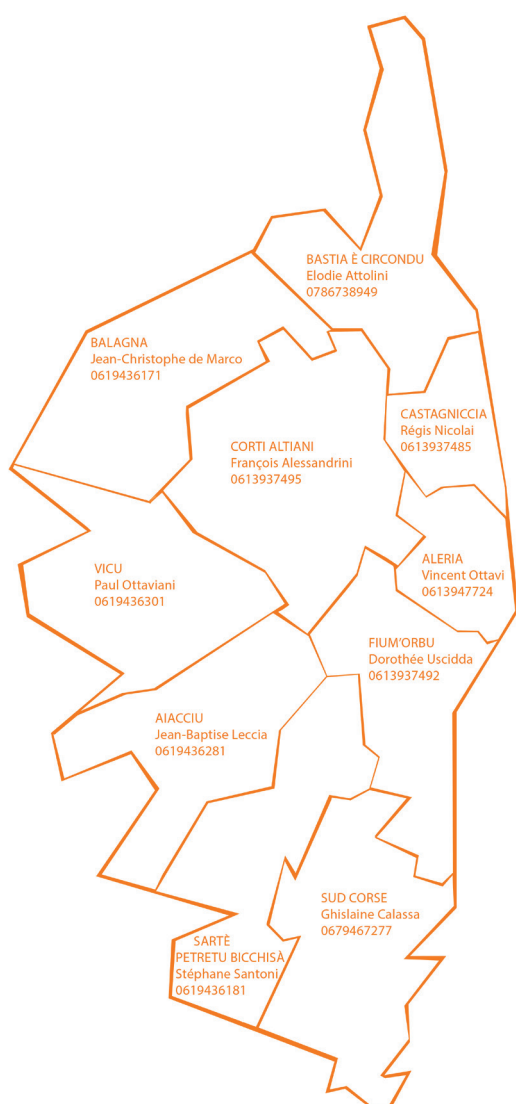 BASTIA È CIRCONDU
Elodie Attolini
0786738949
BALAGNA
Jean-Christophe de Marco
0619436171
CASTAGNICCIA
Régis Nicolai
0613937485
CORTI ALTIANI
François Alessandrini
0613937495
ALERIA
Vincent Ottavi
0613947724
VICU
Paul Ottaviani
0619436301
FIUM'ORBU
Dorothée Uscidda
0613937492
AIACCIU
Jean-Baptise Leccia
0619436281
SUD CORSE
Ghislaine Calassa
0679467277
SARTÈ
PETRETU BICCHISÀ
Stéphane Santoni
0619436181